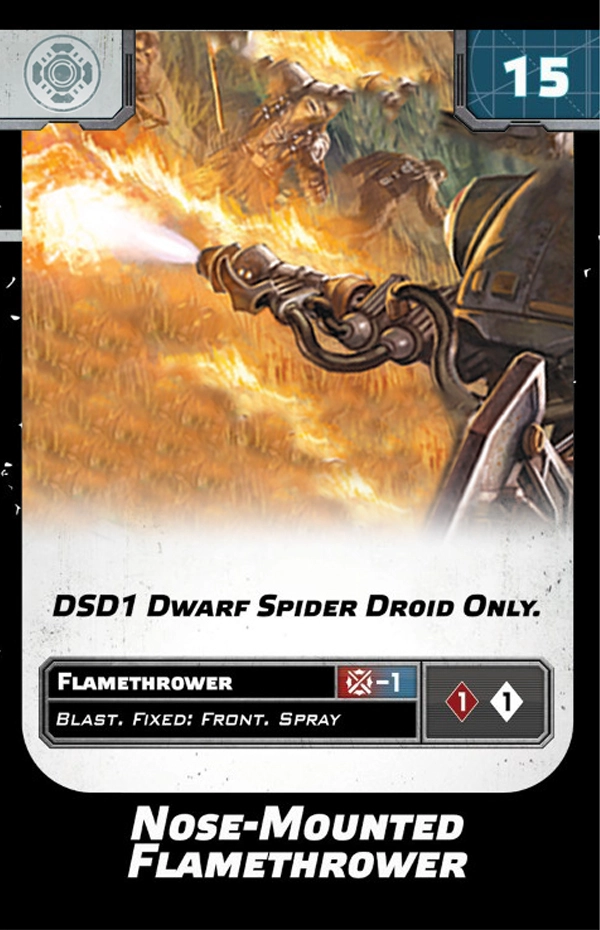 15
DSD1 Dwarf Spider Droid Only.
Flamethrower -1
Blast. Fixed: Front. Spray
1 1
Nose-Mounted
Flamethrower